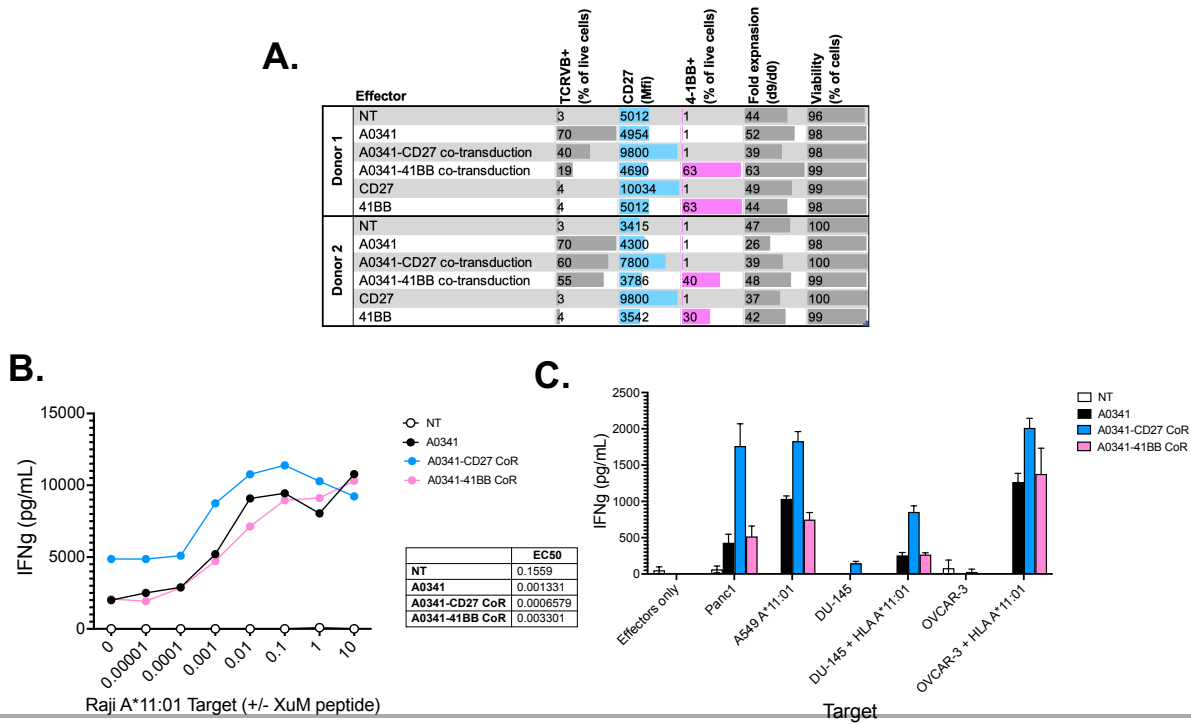 A.
Effector TCRVB+ (% of live cells) CD27 (Mfi) 4-1BB+ (% of live cells) Fold expnasion (d9/d0) Viability (% of cells)
Donor 1
NT 3 5012 1 44 96
A0341 70 4954 1 52 98
A0341-CD27 co-transduction 40 9800 1 39 98
A0341-41BB co-transduction 19 4690 63 63 99
CD27 4 10034 1 49 99
41BB 4 5012 63 44 98
Donor 2
NT 3 3415 1 47 100
A0341 70 4300 1 26 98
A0341-CD27 co-transduction 60 7800 1 39 100
A0341-41BB co-transduction 55 3786 40 48 99
CD27 3 9800 1 37 100
41BB 4 3542 30 42 99
B.
IFNg (pg/mL)
15000
10000
5000
0
0 0.00001 0.0001 0.001 0.01 0.1 1 10
Raji A*11:01 Target (+/- XuM peptide)
NT
A0341
A0341-CD27 CoR
A0341-41BB CoR
EC50
NT 0.1559
A0341 0.001331
A0341-CD27 CoR 0.0006579
A0341-41BB CoR 0.003301
C.
IFNg (pg/mL)
2500
2000
1500
1000
500
0
Effectors only
Panc1
A549 A*11:01
DU-145
DU-145 + HLA A*11:01
OVCAR-3
OVCAR-3 + HLA A*11:01
Target
NT
A0341
A0341-CD27 CoR
A0341-41BB CoR